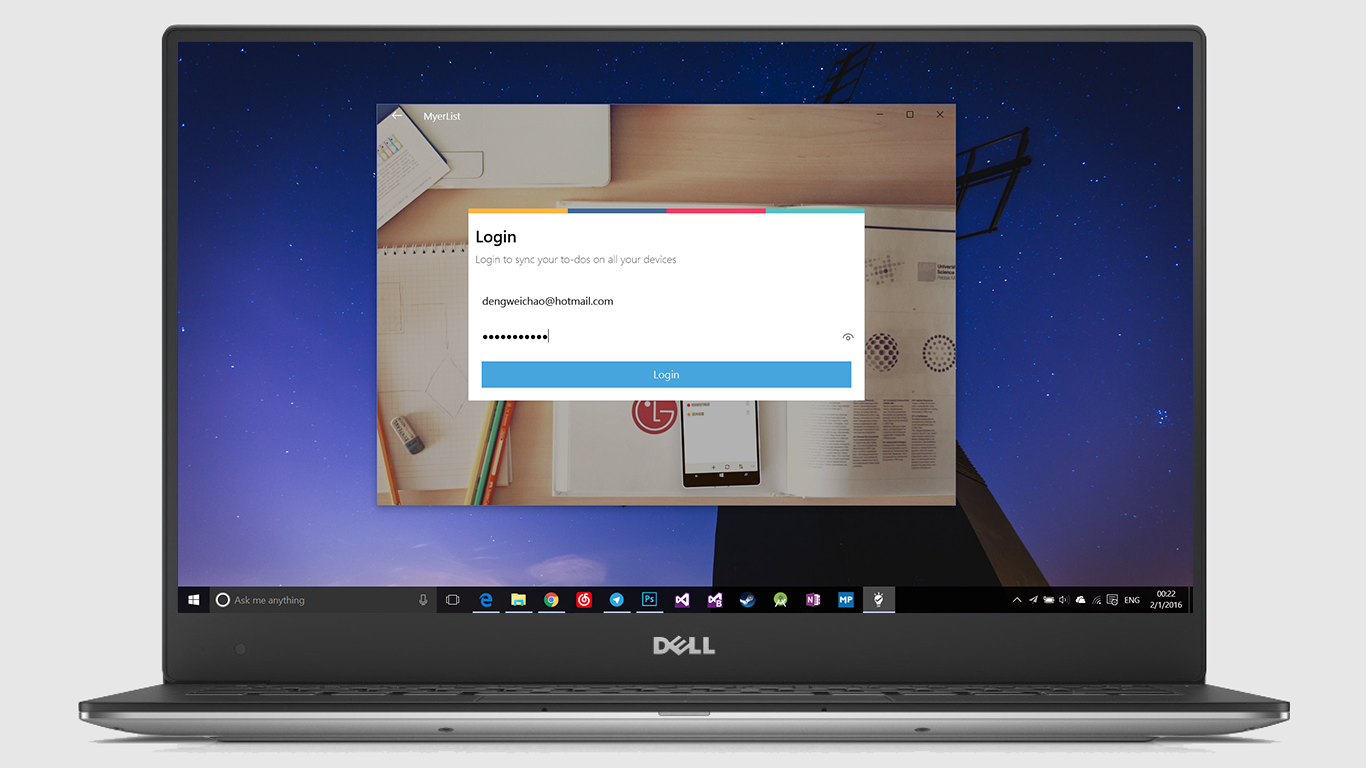 MyerList
Login
Login to sync your to-dos on all your devices
dengweichao@hotmail.com
•••••••••••
Login
LG
Ask me anything
Ps
MP
ENG
00:22
2/1/2016
DELL